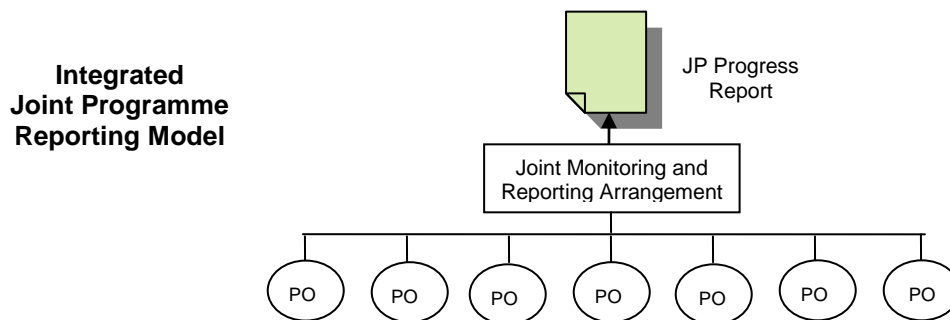 Integrated
Joint Programme
Reporting Model
JP Progress
Report
Joint Monitoring and
Reporting Arrangement
PO PO PO PO PO PO PO